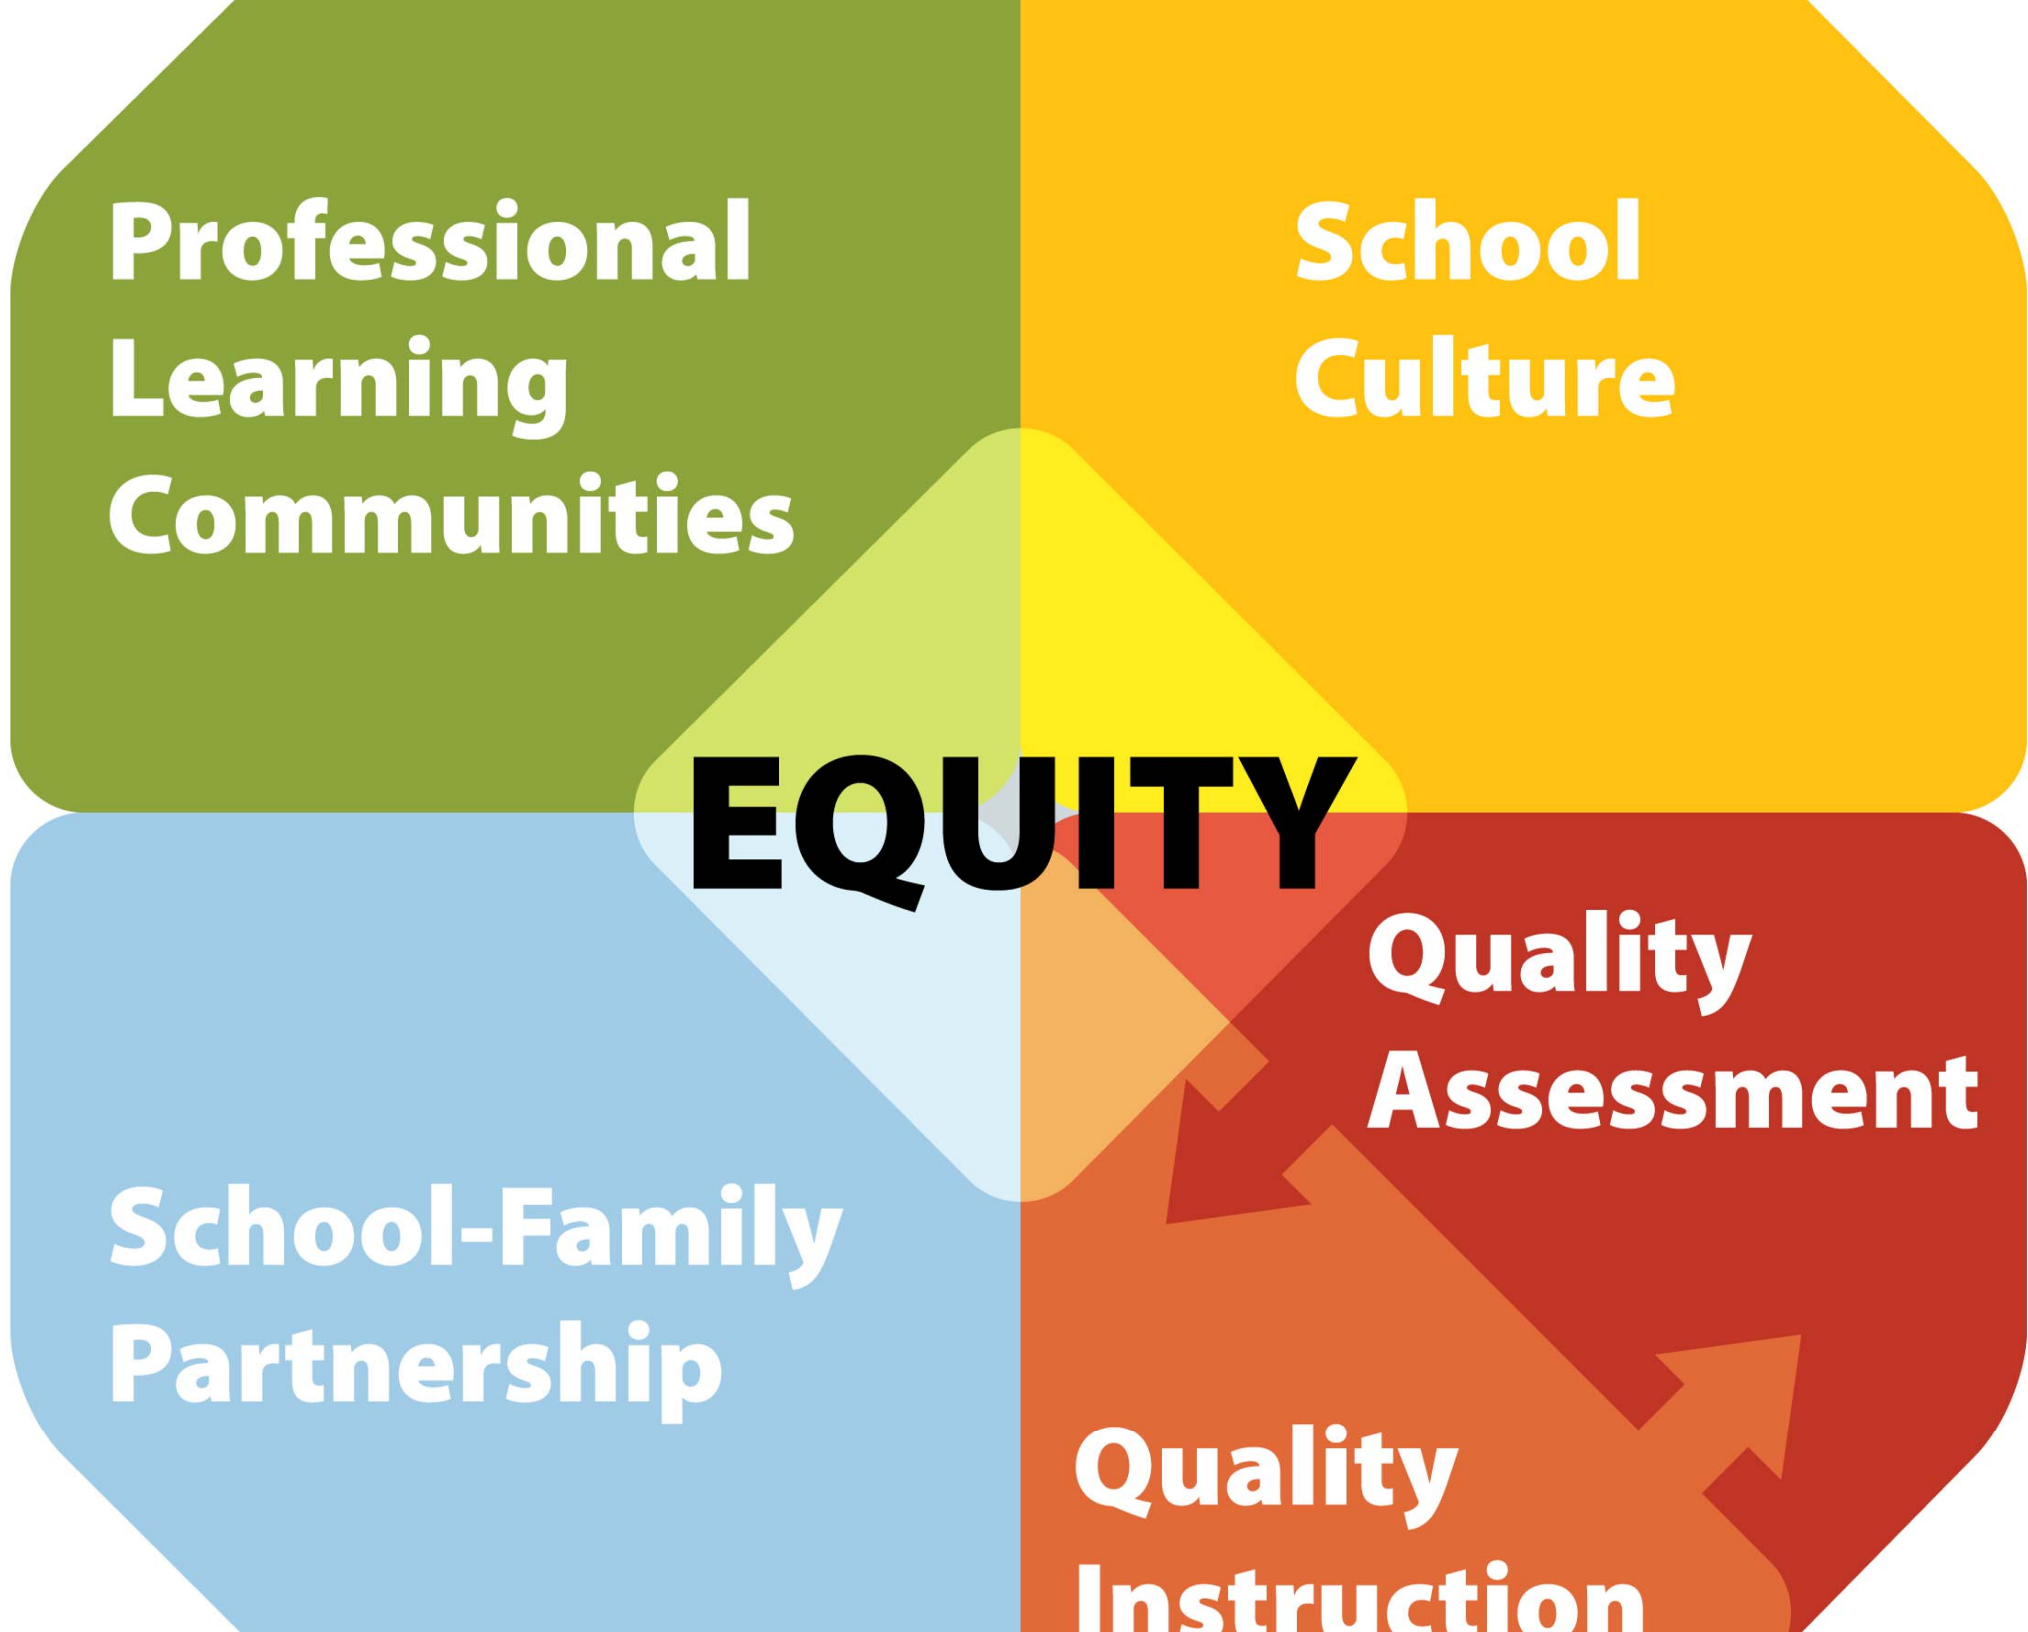 Professional
Learning
Communities
School
Culture
EQUITY
Quality
Assessment
School-Family
Partnership
Quality
Instruction